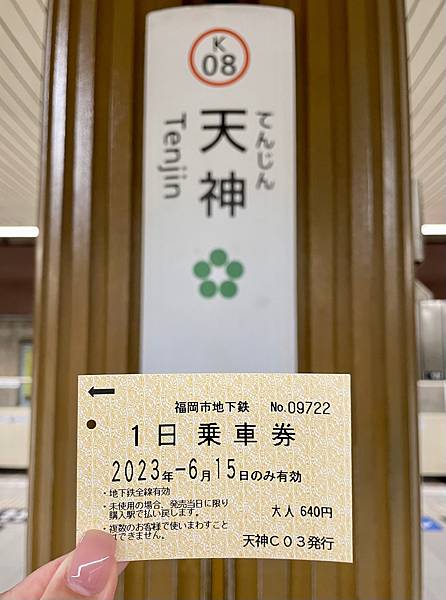 K
08
天神
てんじん
Tenjin
福岡市地下鉄 No.09722
1日乗車券
2023年-6月15日のみ有効
・地下鉄全線有効
・未使用の場合、発売当日に限り
購入駅で払い戻します。
・複数のお客様で使いまわすこと
はできません。
大人 640円
天神C03発行